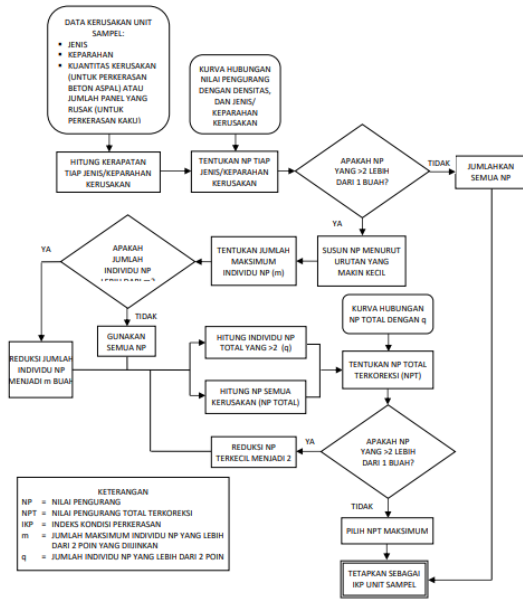 DATA KERUSAKAN UNIT
SAMPEL:
• JENIS
• KEPARAHAN
• KUANTITAS KERUSAKAN
(UNTUK PERKERASAN
BETON ASPAL) ATAU
JUMLAH PANEL YANG
RUSAK (UNTUK
PERKERASAN KAKU)
KURVA HUBUNGAN
NILAI PENGURANG
DENGAN DENSITAS,
DAN JENIS/
KEPARAHAN
KERUSAKAN
HITUNG KERAPATAN
TIAP JENIS/KEPARAHAN
KERUSAKAN
TENTUKAN NP TIAP
JENIS/KEPARAHAN
KERUSAKAN
APAKAH NP
YANG >2 LEBIH
DARI 1 BUAH?
TIDAK
JUMLAHKAN
SEMUA NP
YA
SUSUN NP MENURUT
URUTAN YANG
MAKIN KECIL
TENTUKAN JUMLAH
MAKSIMUM
INDIVIDU NP (m)
APAKAH
JUMLAH
INDIVIDU NP
LEBIH DARI m?
YA
TIDAK
REDUKSI JUMLAH
INDIVIDU NP
MENJADI m BUAH
GUNAKAN
SEMUA NP
HITUNG INDIVIDU NP
TOTAL YANG >2 (q)
HITUNG NP SEMUA
KERUSAKAN (NP TOTAL)
KURVA HUBUNGAN
NP TOTAL DENGAN q
TENTUKAN NP TOTAL
TERKOREKSI (NPT)
APAKAH NP
YANG >2 LEBIH
DARI 1 BUAH?
YA
REDUKSI NP
TERKECIL MENJADI 2
TIDAK
PILIH NPT MAKSIMUM
TETAPKAN SEBAGAI
IKP UNIT SAMPEL
KETERANGAN
NP = NILAI PENGURANG
NPT = NILAI PENGURANG TOTAL TERKOREKSI
IKP = INDEKS KONDISI PERKERASAN
m = JUMLAH MAKSIMUM INDIVIDU NP YANG LEBIH
DARI 2 POIN YANG DIIJINKAN
q = JUMLAH INDIVIDU NP YANG LEBIH DARI 2 POIN